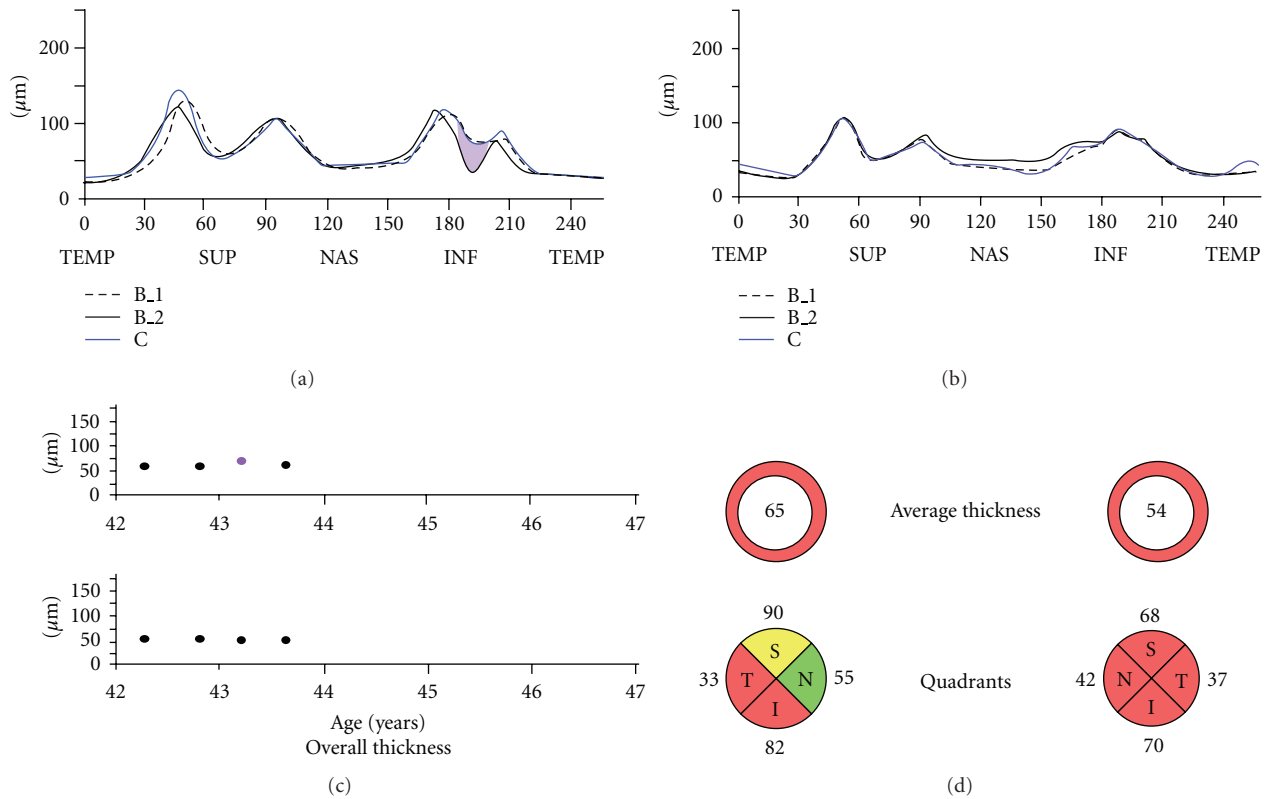 200
100
0
(µm)
0 30 60 90 120 150 180 210 240
TEMP SUP NAS INF TEMP
B_1
B_2
C
(a)
200
100
0
(µm)
0 30 60 90 120 150 180 210 240
TEMP SUP NAS INF TEMP
B_1
B_2
C
(b)
150
100
50
0
(µm)
42 43 44 45 46 47
150
100
50
0
(µm)
42 43 44 45 46 47
Age (years)
Overall thickness
(c)
65 Average thickness 54
90 68
S S
33 T N 55 Quadrants 42 N T 37
I I
82 70
(d)